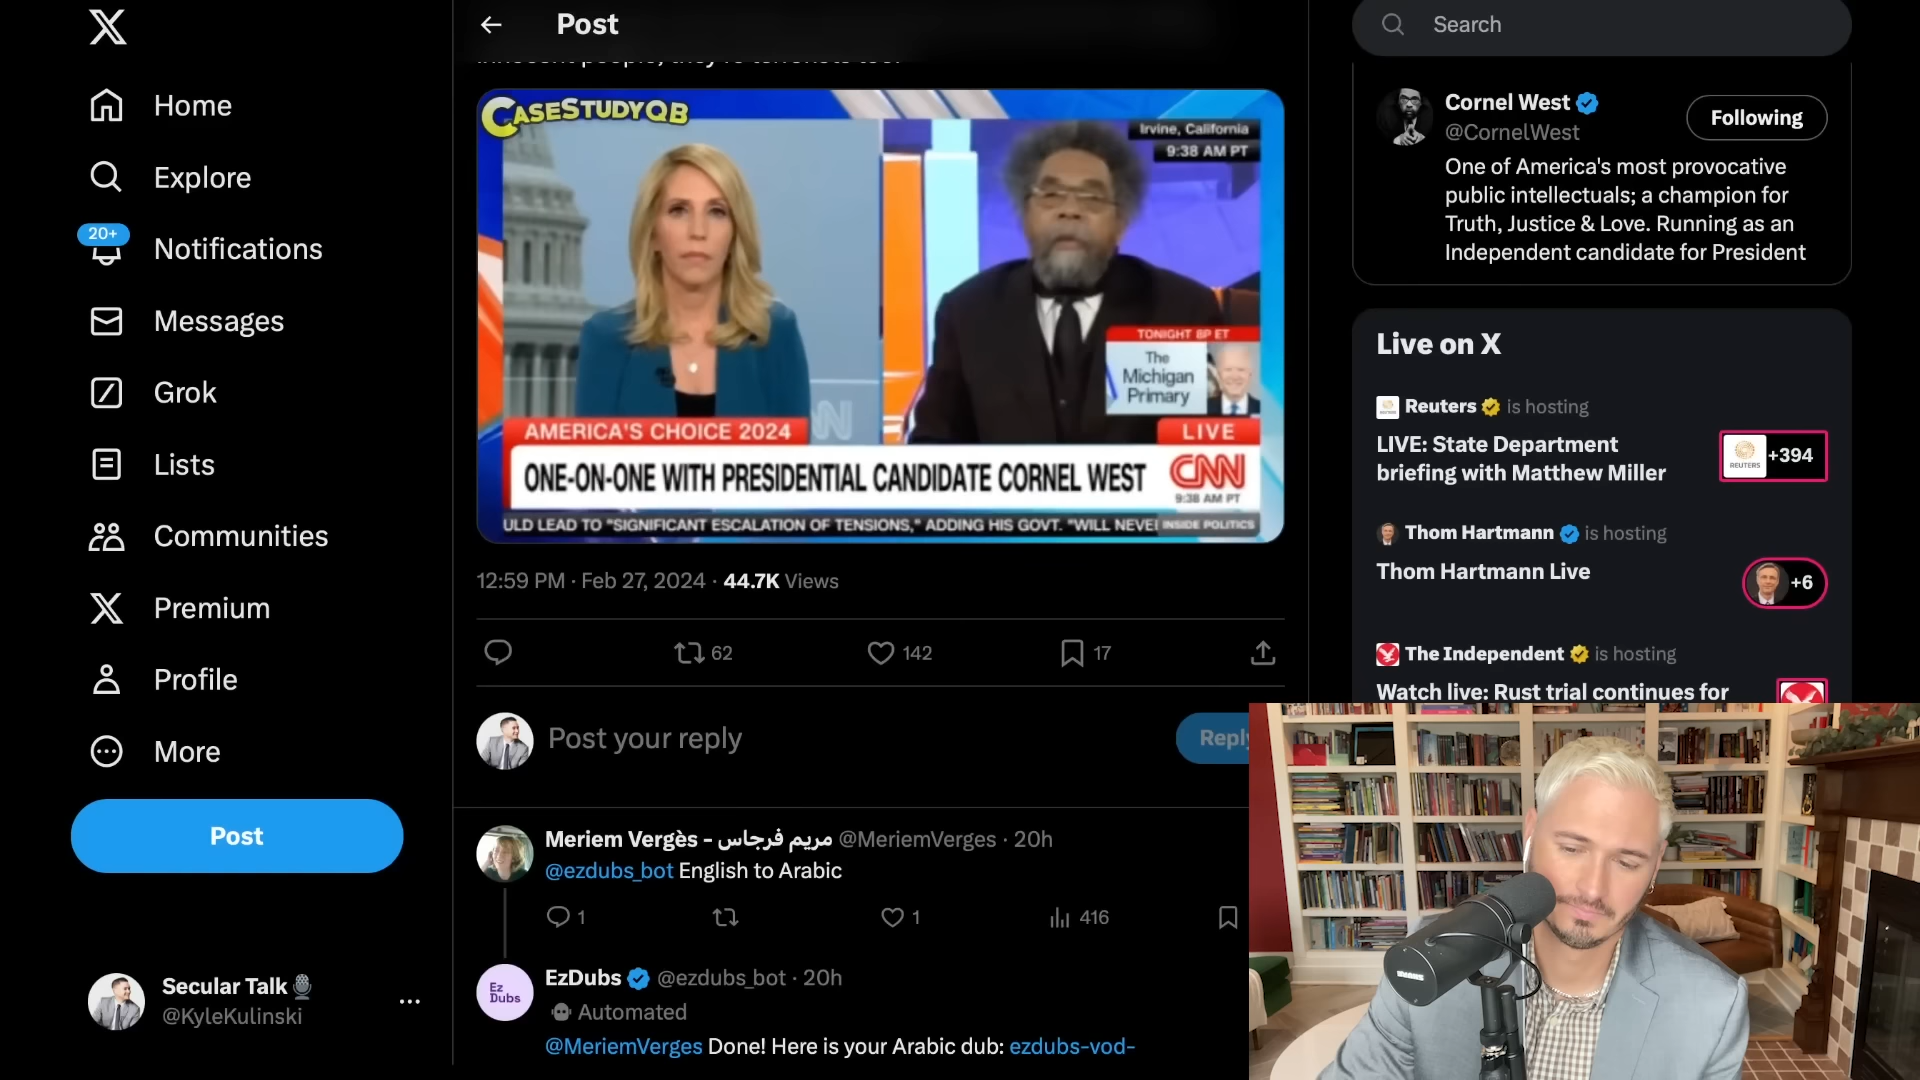 Home
Explore
20+
Notifications
Messages
Grok
Lists
Communities
Premium
Profile
More
Post
Secular Talk
@KyleKulinski
Post
CASESTUDYQB
Irvine, California
9:38 AM PT
TONIGHT 8P ET
The
Michigan
Primary
AMERICA'S CHOICE 2024
LIVE
ONE-ON-ONE WITH PRESIDENTIAL CANDIDATE CORNEL WEST
CNN
9:38 AM PT
ULD LEAD TO "SIGNIFICANT ESCALATION OF TENSIONS," ADDING HIS GOVT. "WILL NEVE
INSIDE POLITICS
12:59 PM · Feb 27, 2024 · 44.7K Views
62
142
17
Post your reply
Reply
Meriem Vergès - مريم فرجاس @MeriemVerges · 20h
@ezdubs_bot English to Arabic
1
1
416
Ez
Dubs
EzDubs @ezdubs_bot · 20h
Automated
@MeriemVerges Done! Here is your Arabic dub: ezdubs-vod-
Search
Cornel West
@CornelWest
Following
One of America's most provocative
public intellectuals; a champion for
Truth, Justice & Love. Running as an
Independent candidate for President
Live on X
Reuters is hosting
LIVE: State Department
briefing with Matthew Miller
REUTERS
+394
Thom Hartmann is hosting
Thom Hartmann Live
+6
The Independent is hosting
Watch live: Rust trial continues for